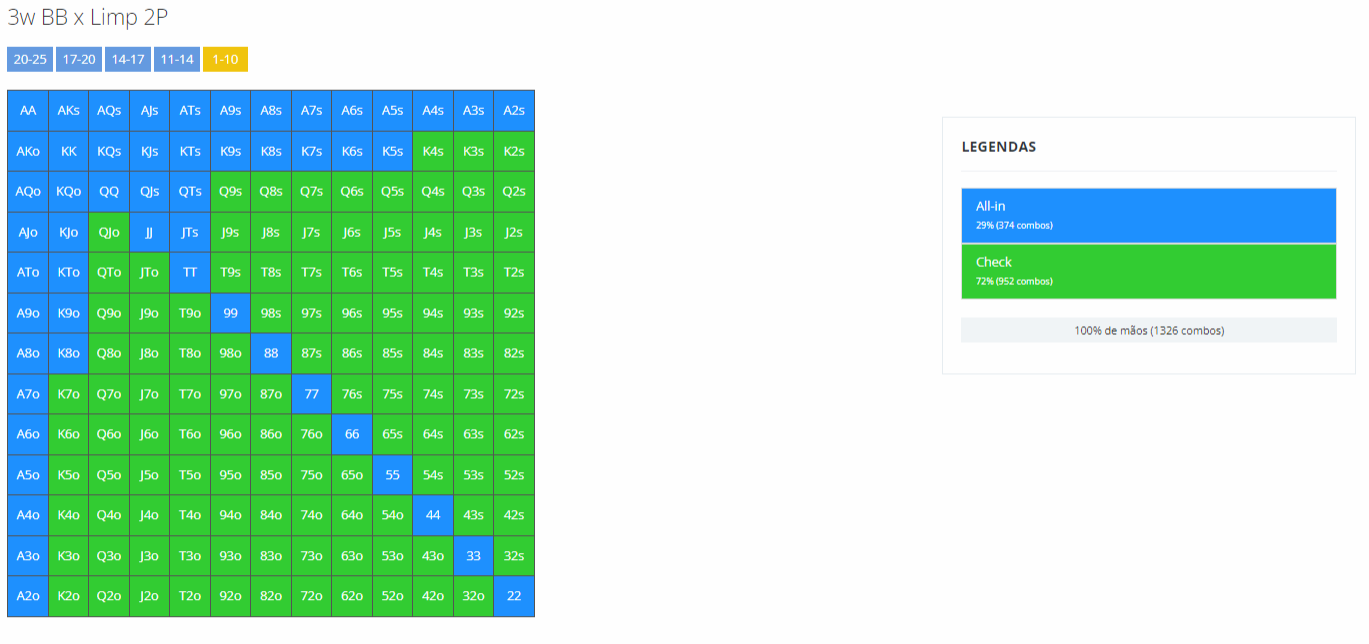 3w BB x Limp 2P
20-25 17-20 14-17 11-14 1-10
AA AKs AQs AJs ATs A9s A8s A7s A6s A5s A4s A3s A2s
AKo KK KQs KJs KTs K9s K8s K7s K6s K5s K4s K3s K2s
AQo KQo QQ QJs QTs Q9s Q8s Q7s Q6s Q5s Q4s Q3s Q2s
AJo KJo QJo JJ JTs J9s J8s J7s J6s J5s J4s J3s J2s
ATo KTo QTo JTo TT T9s T8s T7s T6s T5s T4s T3s T2s
A9o K9o Q9o J9o T9o 99 98s 97s 96s 95s 94s 93s 92s
A8o K8o Q8o J8o T8o 98o 88 87s 86s 85s 84s 83s 82s
A7o K7o Q7o J7o T7o 97o 87o 77 76s 75s 74s 73s 72s
A6o K6o Q6o J6o T6o 96o 86o 76o 66 65s 64s 63s 62s
A5o K5o Q5o J5o T5o 95o 85o 75o 65o 55 54s 53s 52s
A4o K4o Q4o J4o T4o 94o 84o 74o 64o 54o 44 43s 42s
A3o K3o Q3o J3o T3o 93o 83o 73o 63o 53o 43o 33 32s
A2o K2o Q2o J2o T2o 92o 82o 72o 62o 52o 42o 32o 22
LEGENDAS
All-in
29% (374 combos)
Check
72% (952 combos)
100% de mãos (1326 combos)